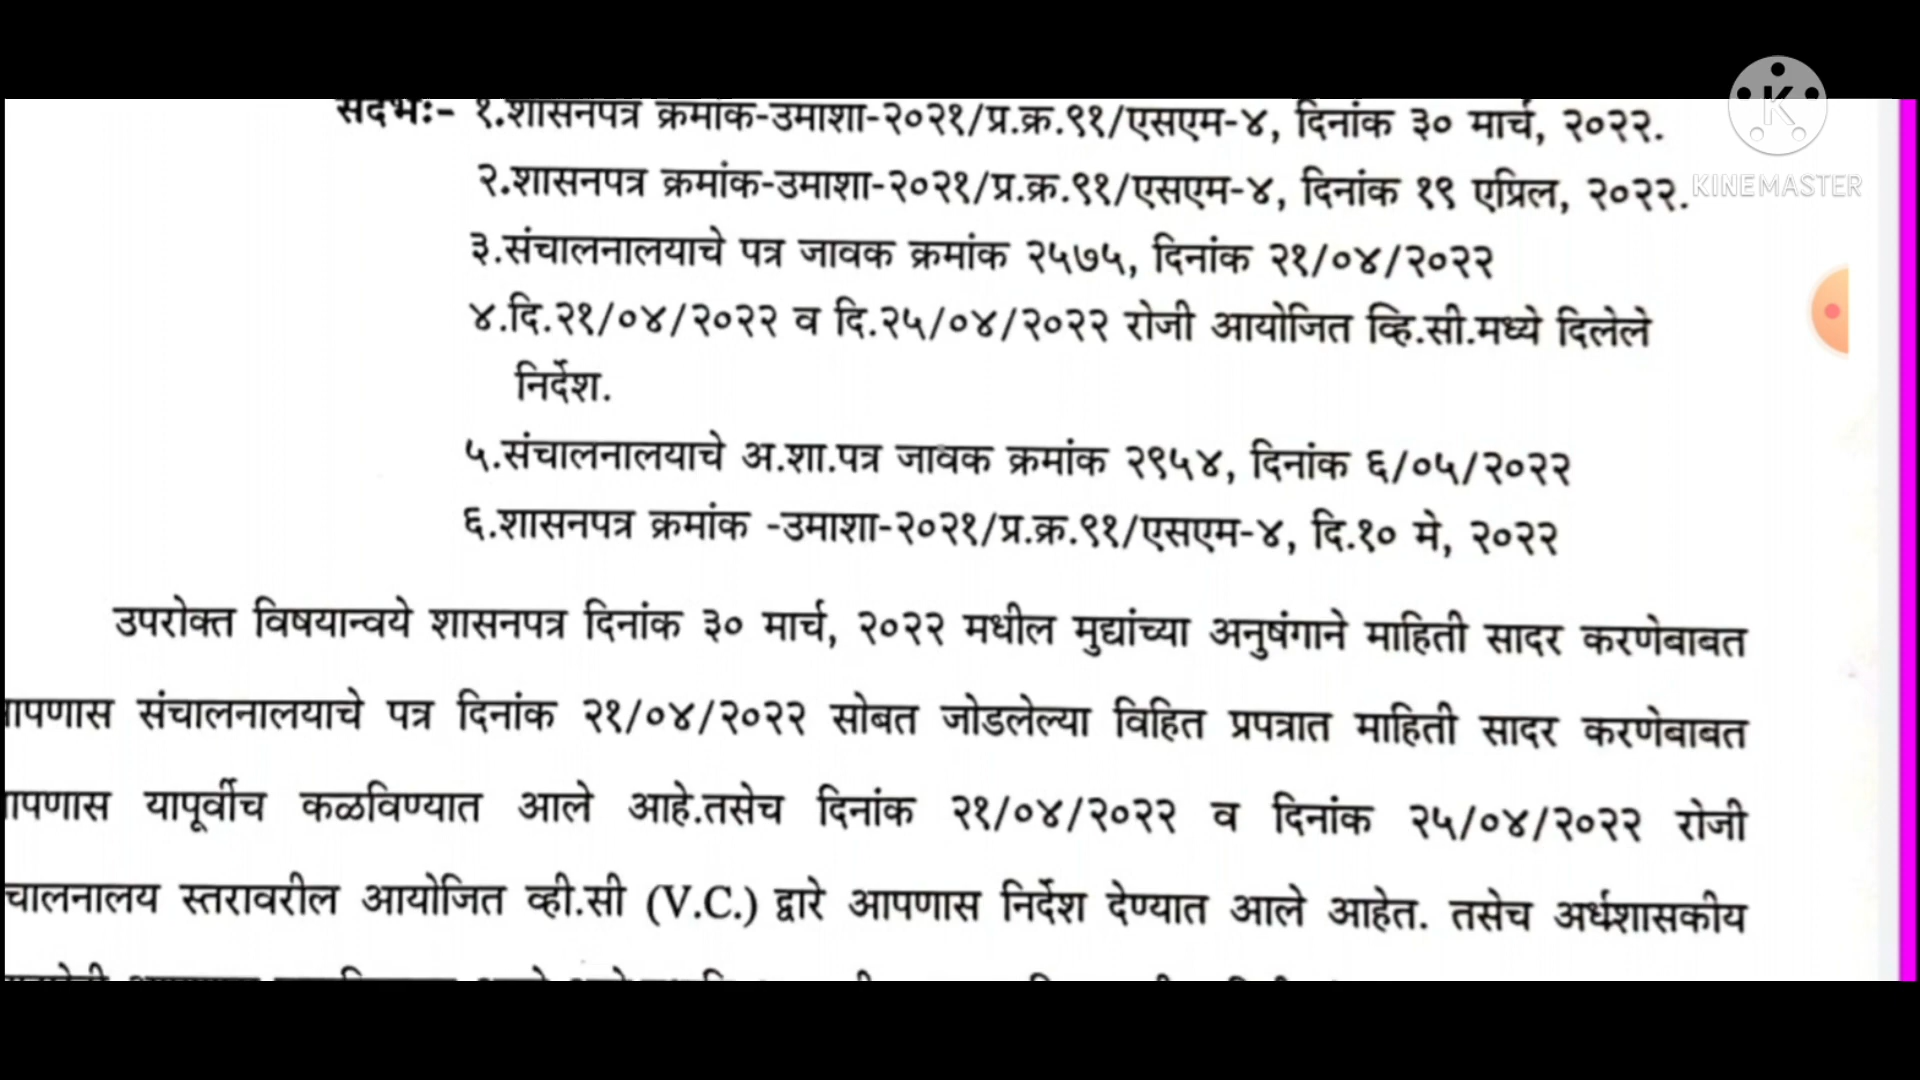 संदर्भः- १.शासनपत्र क्रमांक-उमाशा-२०२१/प्र.क्र.९१/एसएम-४, दिनांक ३० मार्च, २०२२.
२.शासनपत्र क्रमांक-उमाशा-२०२१/प्र.क्र.९१/एसएम-४, दिनांक १९ एप्रिल, २०२२.
KINEMASTER
३.संचालनालयाचे पत्र जावक क्रमांक २५७५, दिनांक २१/०४/२०२२
४.दि.२१/०४/२०२२ व दि.२५/०४/२०२२ रोजी आयोजित व्हि.सी.मध्ये दिलेले
निर्देश.
५.संचालनालयाचे अ.शा.पत्र जावक क्रमांक २९५४, दिनांक ६/०५/२०२२
६.शासनपत्र क्रमांक -उमाशा-२०२१/प्र.क्र.९१/एसएम-४, दि.१० मे, २०२२
उपरोक्त विषयान्वये शासनपत्र दिनांक ३० मार्च, २०२२ मधील मुद्यांच्या अनुषंगाने माहिती सादर करणेबाबत
ापणास संचालनालयाचे पत्र दिनांक २१/०४/२०२२ सोबत जोडलेल्या विहित प्रपत्रात माहिती सादर करणेबाबत
ापणास यापूर्वीच कळविण्यात आले आहे.तसेच दिनांक २१/०४/२०२२ व दिनांक २५/०४/२०२२ रोजी
चालनालय स्तरावरील आयोजित व्ही.सी (V.C.) द्वारे आपणास निर्देश देण्यात आले आहेत. तसेच अर्धशासकीय